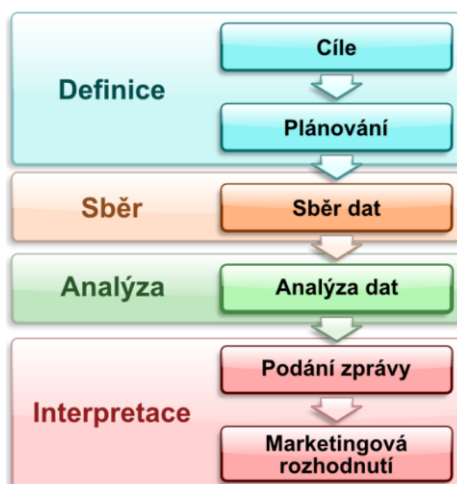 Definice
Cíle
Plánování
Sběr
Sběr dat
Analýza
Analýza dat
Interpretace
Podání zprávy
Marketingová
rozhodnutí